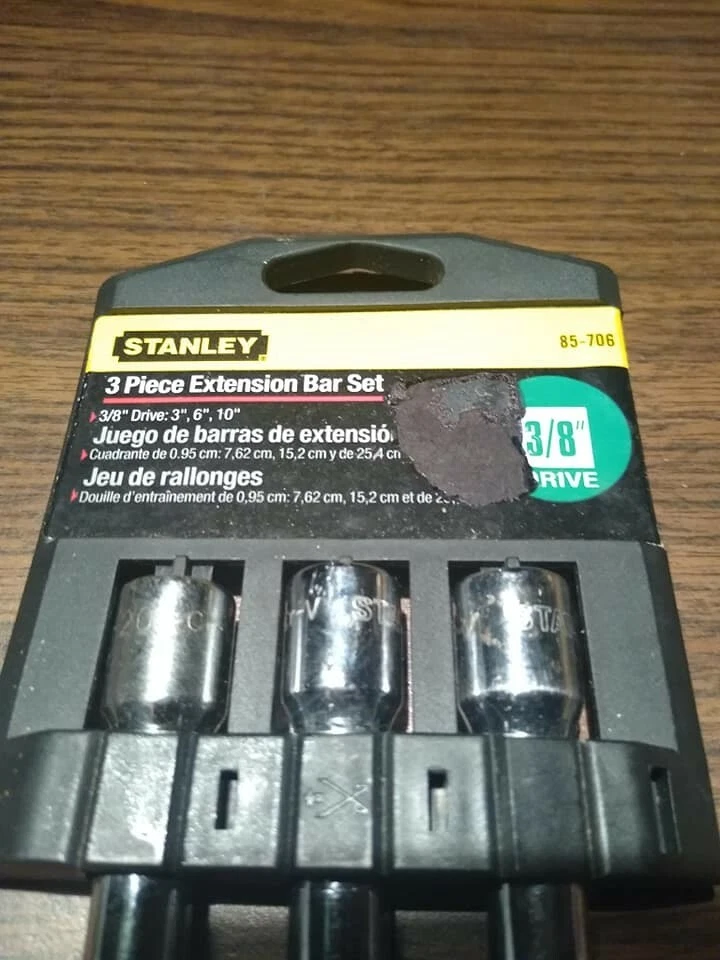 STANLEY
85-706
3 Piece Extension Bar Set
3/8" Drive: 3", 6", 10"
Juego de barras de extensió
Cuadrante de 0.95 cm: 7,62 cm, 15,2 cm y de 25,4 cm
Jeu de rallonges
Douille d'entraînement de 0,95 cm: 7,62 cm, 15,2 cm et de
3/8"
DRIVE